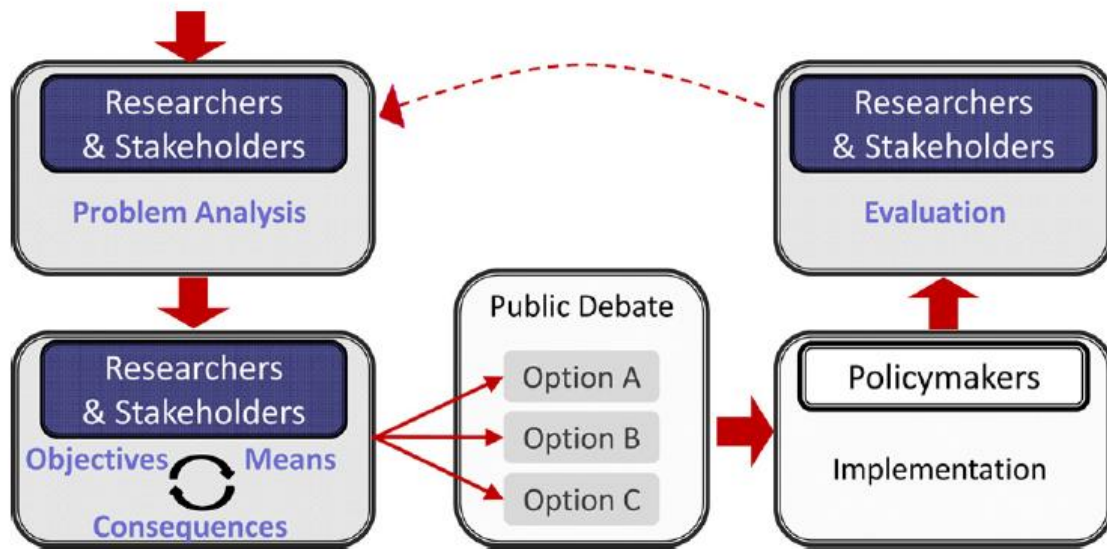 Researchers
& Stakeholders
Problem Analysis
Researchers
& Stakeholders
Objectives Means
Consequences
Public Debate
Option A
Option B
Option C
Policymakers
Implementation
Researchers
& Stakeholders
Evaluation